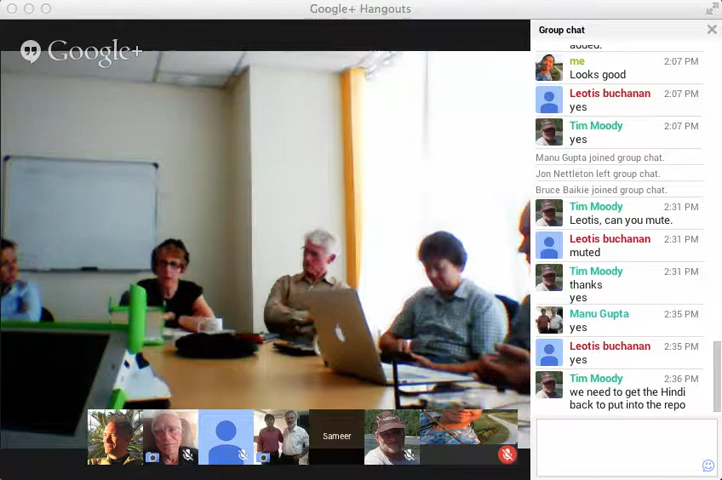 Google+ Hangouts
Google+
Sameer
Group chat
added.
me 2:07 PM
Looks good
Leotis buchanan 2:07 PM
yes
Tim Moody 2:07 PM
yes
Manu Gupta joined group chat.
Jon Nettleton left group chat.
Bruce Baikie joined group chat.
Tim Moody 2:31 PM
Leotis, can you mute.
Leotis buchanan 2:31 PM
muted
Tim Moody 2:31 PM
thanks
yes
Manu Gupta 2:35 PM
yes
Leotis buchanan 2:35 PM
yes
Tim Moody 2:36 PM
we need to get the Hindi
back to put into the repo